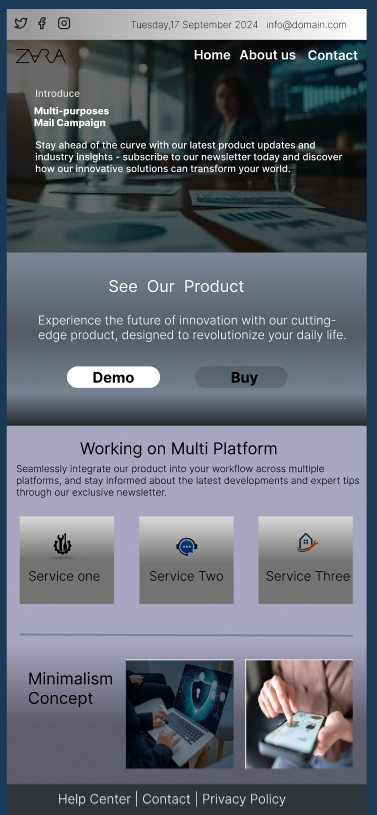 Tuesday,17 September 2024 info@domain.com
ZARA
Home About us Contact
Introduce
Multi-purposes
Mail Campaign
Stay ahead of the curve with our latest product updates and
industry insights - subscribe to our newsletter today and discover
how our innovative solutions can transform your world.
See Our Product
Experience the future of innovation with our cutting-
edge product, designed to revolutionize your daily life.
Demo Buy
Working on Multi Platform
Seamlessly integrate our product into your workflow across multiple
platforms, and stay informed about the latest developments and expert tips
through our exclusive newsletter.
Service one Service Two Service Three
Minimalism
Concept
Help Center | Contact | Privacy Policy